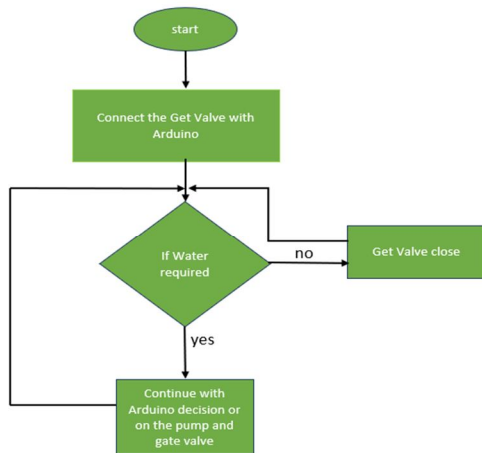 start
Connect the Get Valve with
Arduino
If Water
required
no
Get Valve close
yes
Continue with
Arduino decision or
on the pump and
gate valve